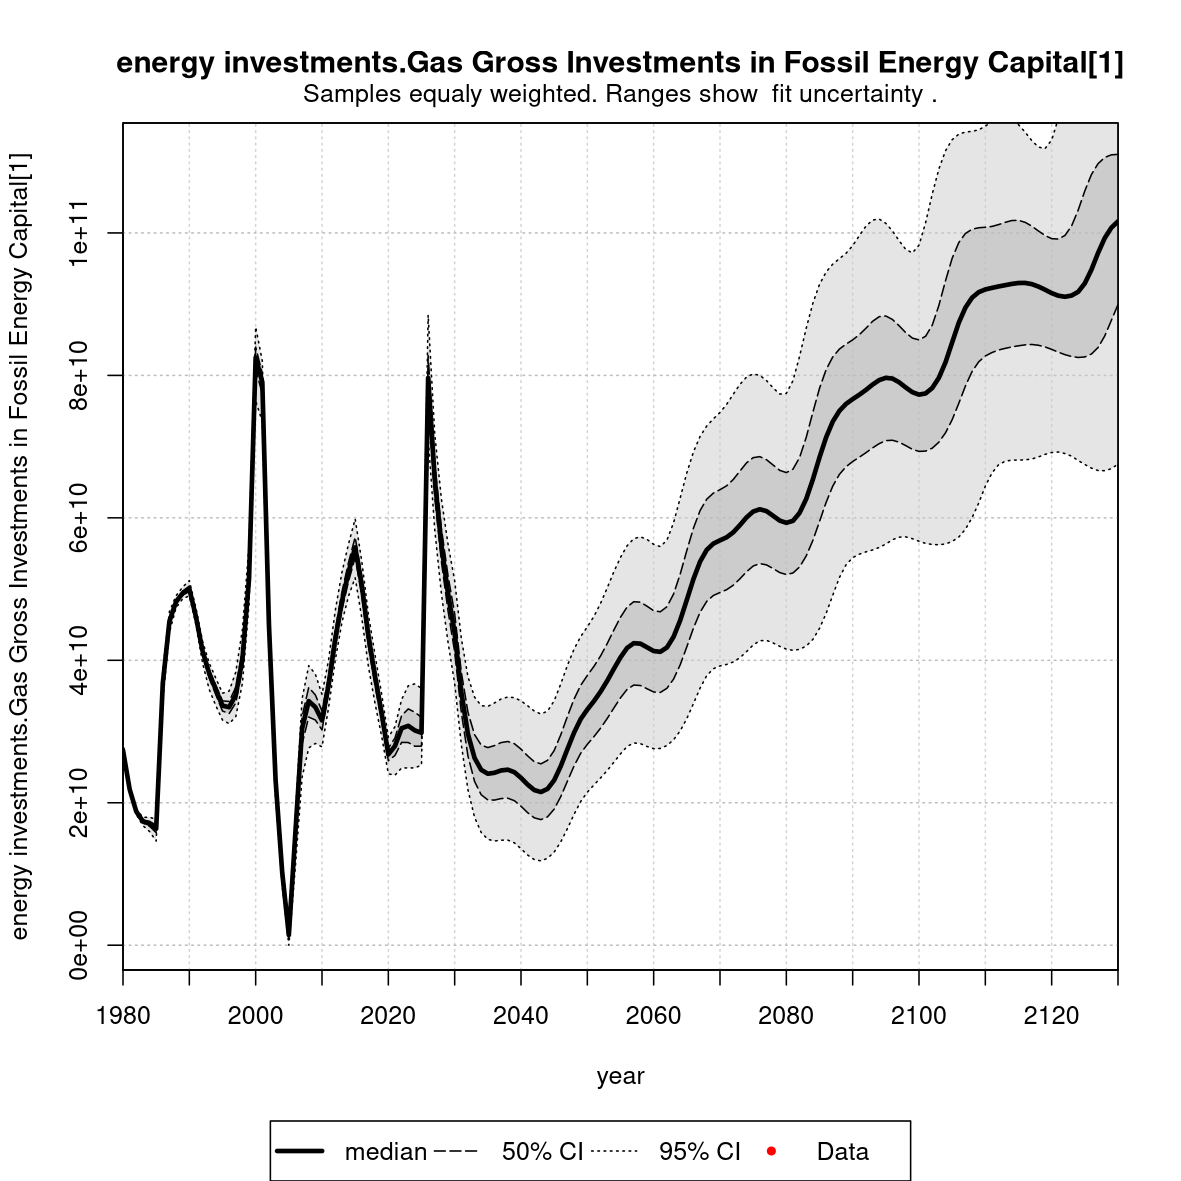 energy investments.Gas Gross Investments in Fossil Energy Capital[1]
Samples equaly weighted. Ranges show  fit uncertainty .
energy investments.Gas Gross Investments in Fossil Energy Capital[1]
1e+11
8e+10
6e+10
4e+10
2e+10
0e+00
1980 2000 2020 2040 2060 2080 2100 2120
year
median 50% CI 95% CI Data